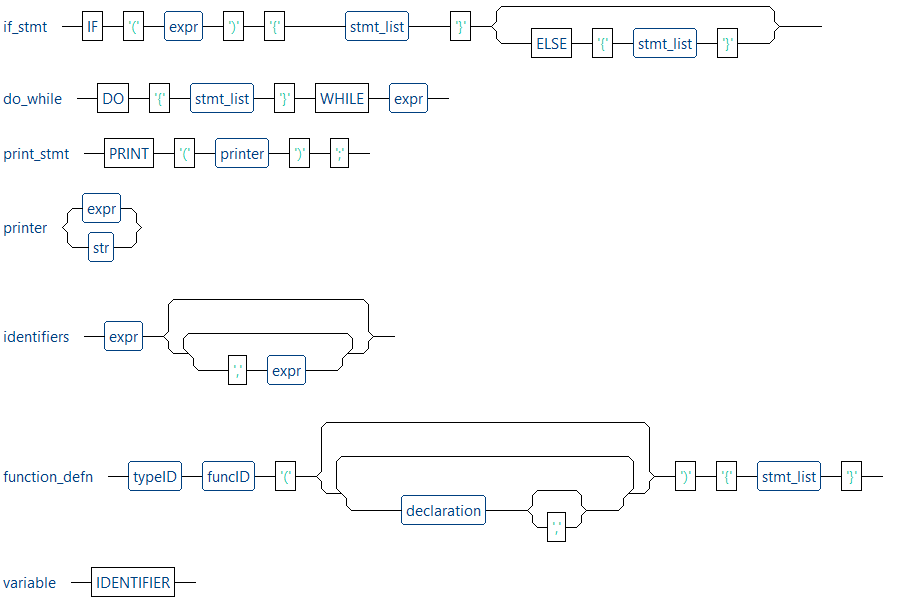 if_stmt IF '(' expr ')' '{' stmt_list '}' ELSE '{' stmt_list '}'
do_while DO '{' stmt_list '}' WHILE expr
print_stmt PRINT '(' printer ')' ';'
printer expr
str
identifiers expr
',' expr
function_defn typeID funcID '(' ')' '{' stmt_list '}'
declaration
','
variable IDENTIFIER